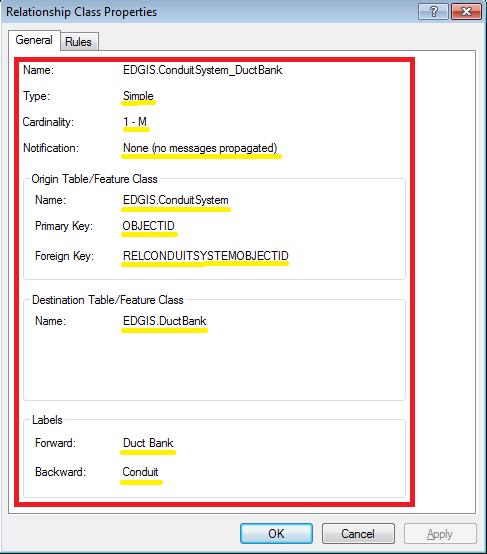 Relationship Class Properties
General Rules
Name: EDGIS.ConduitSystem_DuctBank
Type: Simple
Cardinality: 1 - M
Notification: None (no messages propagated)
Origin Table/Feature Class
Name: EDGIS.ConduitSystem
Primary Key: OBJECTID
Foreign Key: RELCONDUITSYSTEMOBJECTID
Destination Table/Feature Class
Name: EDGIS.DuctBank
Labels
Forward: Duct Bank
Backward: Conduit
OK Cancel Apply